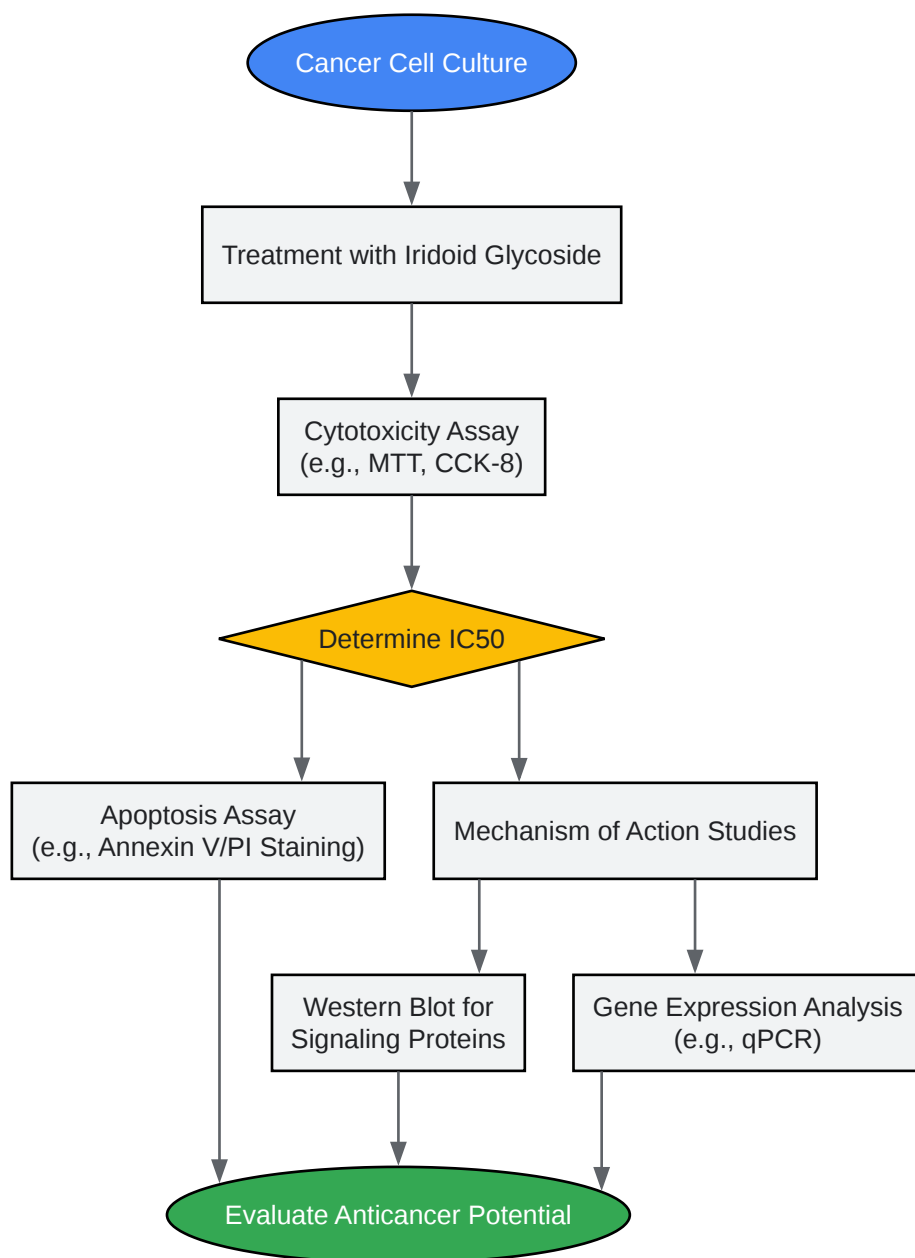 Cancer Cell Culture
Treatment with Iridoid Glycoside
Cytotoxicity Assay
(e.g., MTT, CCK-8)
Determine IC50
Apoptosis Assay
(e.g., Annexin V/PI Staining)
Mechanism of Action Studies
Western Blot for
Signaling Proteins
Gene Expression Analysis
(e.g., qPCR)
Evaluate Anticancer Potential